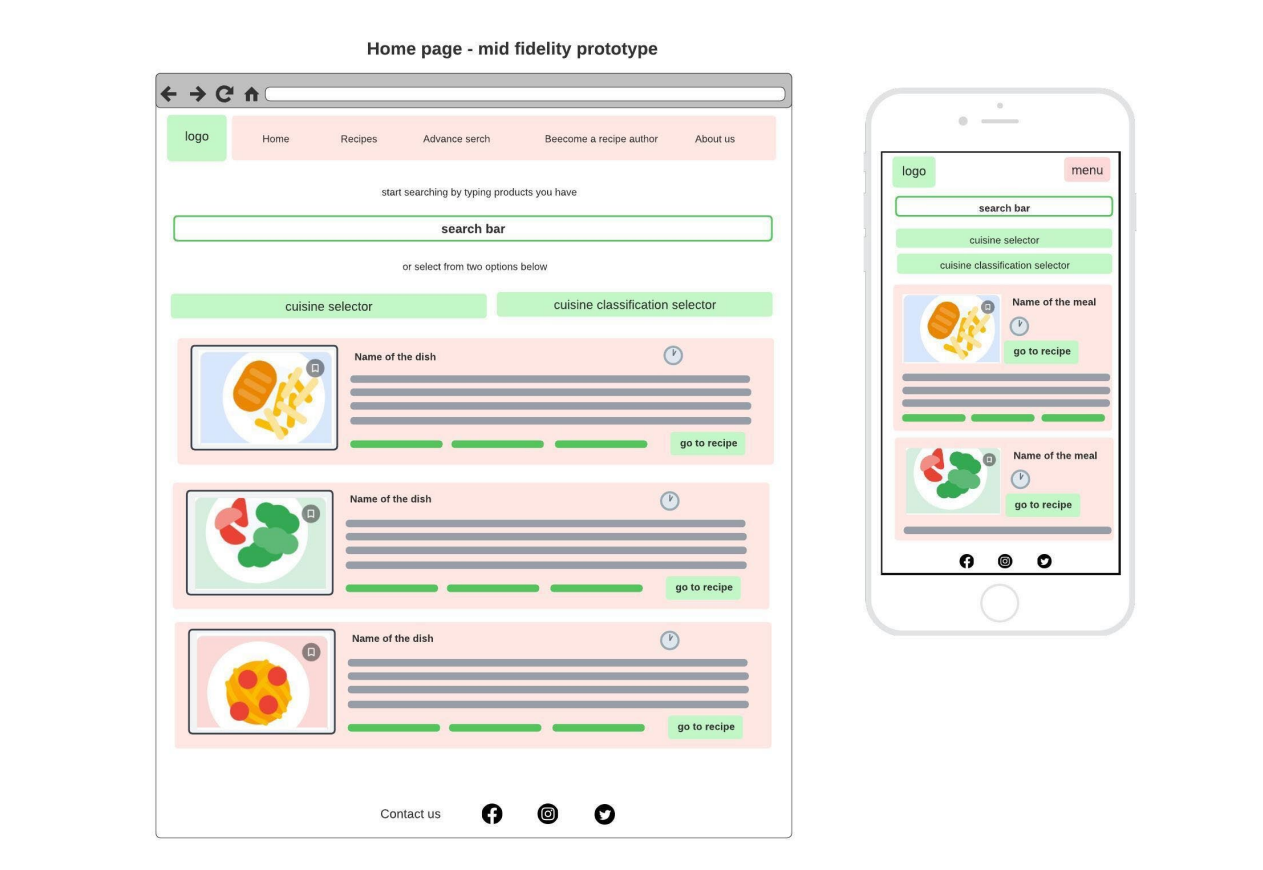 Home page - mid fidelity prototype
logo
Home Recipes Advance serch Beecome a recipe author About us
start searching by typing products you have
search bar
or select from two options below
cuisine selector
cuisine classification selector
Name of the dish
go to recipe
Name of the dish
go to recipe
Name of the dish
go to recipe
Contact us
logo
menu
search bar
cuisine selector
cuisine classification selector
Name of the meal
go to recipe
Name of the meal
go to recipe